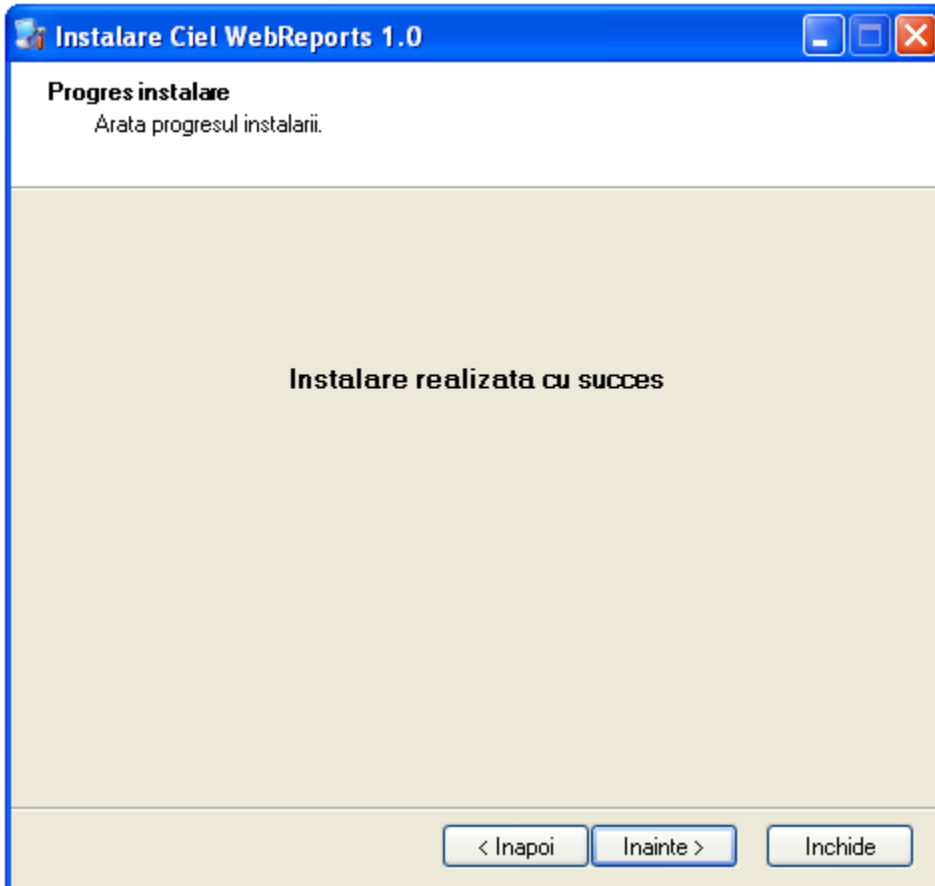 Instalare Ciel WebReports 1.0
Progres instalare
Arata progresul instalarii.
Instalare realizata cu succes
< Inapoi
Inainte >
Inchide